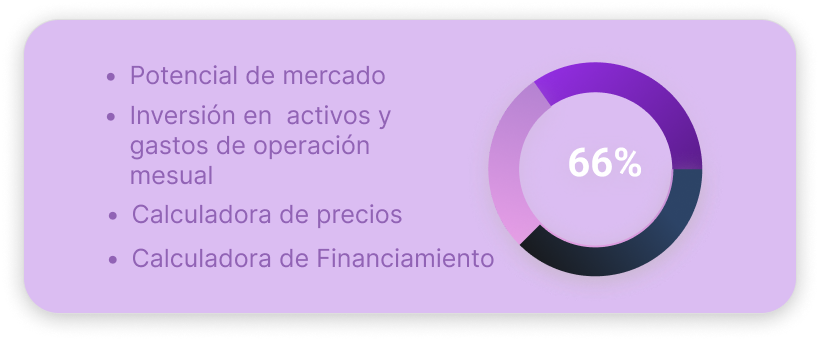 Potencial de mercado
Inversión en  activos y
gastos de operación
mesual
Calculadora de precios
Calculadora de Financiamiento
66%